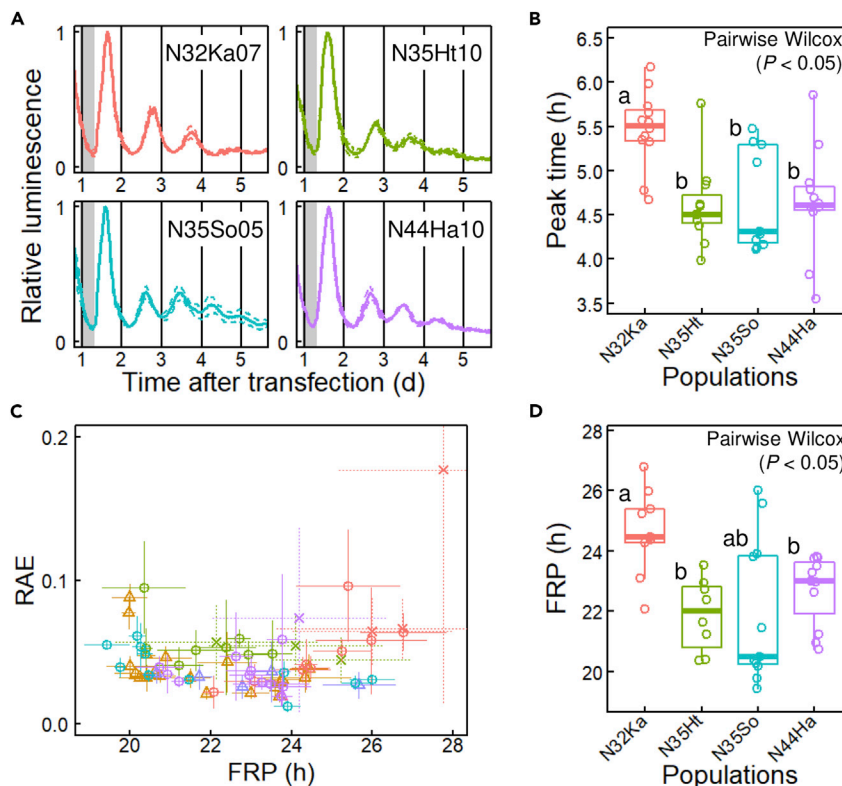 A
N32Ka07
N35Ht10
N35So05
N44Ha10
1
0
1
0
1 2 3 4 5
1 2 3 4 5
Rlative luminescence
Time after transfection (d)
B
Pairwise Wilcox
(P < 0.05)
6.5
6.0
5.5
5.0
4.5
4.0
3.5
Peak time (h)
a
b
b
b
N32Ka
N35Ht
N35So
N44Ha
Populations
C
0.2
0.1
0.0
RAE
20 22 24 26 28
FRP (h)
D
Pairwise Wilcox
(P < 0.05)
28
26
24
22
20
FRP (h)
a
b
ab
b
N32Ka
N35Ht
N35So
N44Ha
Populations